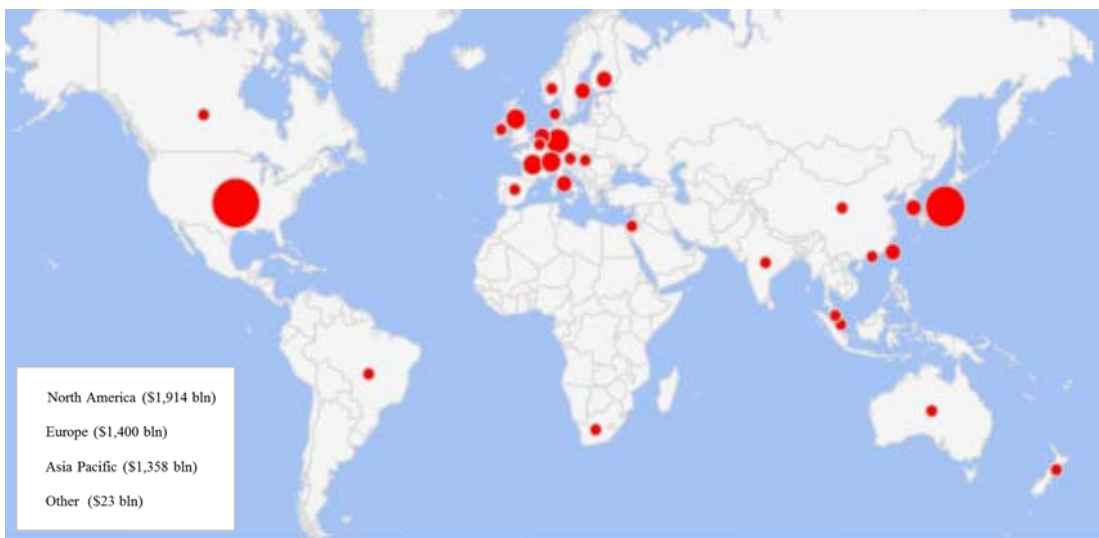 North America ($1,914 bln)
Europe ($1,400 bln)
Asia Pacific ($1,358 bln)
Other ($23 bln)